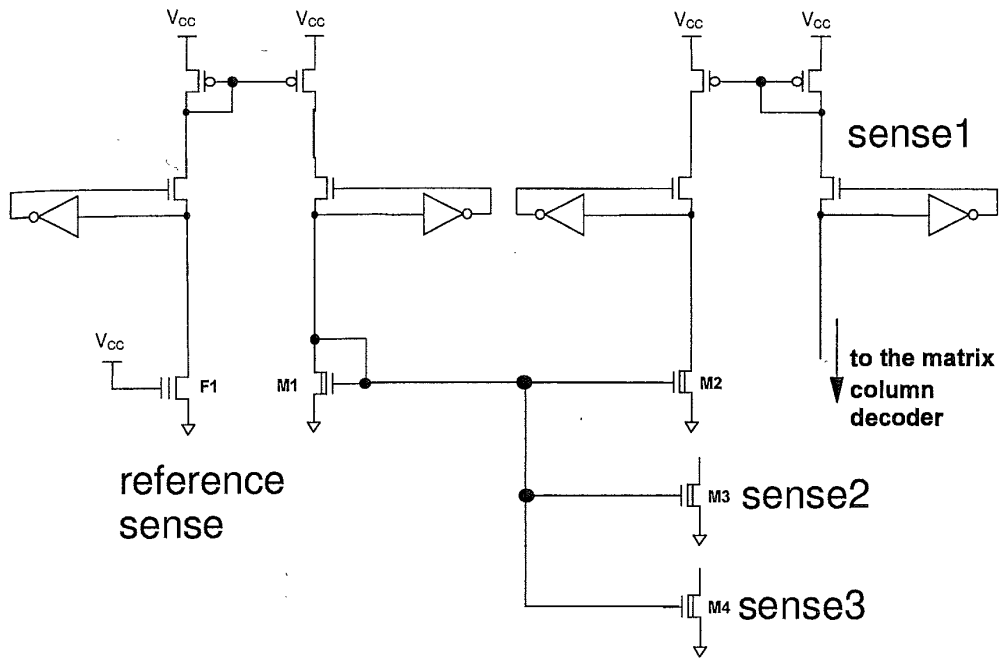 Vcc
Vcc
Vcc
Vcc
sense1
Vcc
F1
M1
M2
to the matrix
column
decoder
reference
sense
M3
sense2
M4
sense3